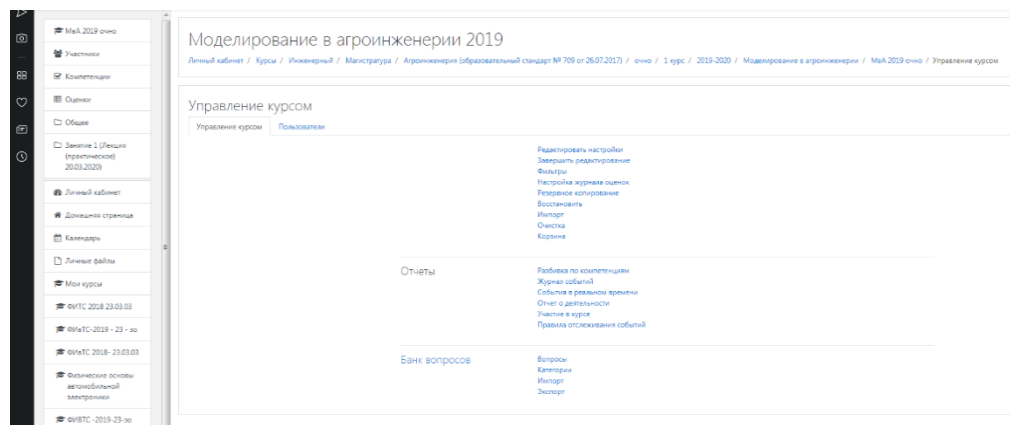 МвА 2019 очно
Участники
Компетенции
Оценки
Общее
Занятие 1 (Лекция
(практическое)
20.03.2020)
Личный кабинет
Домашняя страница
Календарь
Личные файлы
Мои курсы
ФИТС 2018 23.03.03
ФИвТС-2019 - 23 - зо
ФИвТС 2018- 23.03.03
Физические основы
автомобильной
электроники
ФИВТС -2019-23-зо
Моделирование в агроинженерии 2019
Личный кабинет / Курсы / Инженерный / Магистратура / Агроинженерия (образовательный стандарт № 709 от 26.07.2017) / очно / 1 курс / 2019-2020 / Моделирование в агроинженерии / МвА 2019 очно / Управление курсом
Управление курсом
Управление курсом Пользователи
Редактировать настройки
Завершить редактирование
Фильтры
Настройка журнала оценок
Резервное копирование
Восстановить
Импорт
Очистка
Корзина
Отчеты
Разбивка по компетенциям
Журнал событий
События в реальном времени
Отчет о деятельности
Участие в курсе
Правила отслеживания событий
Банк вопросов
Вопросы
Категории
Импорт
Экспорт